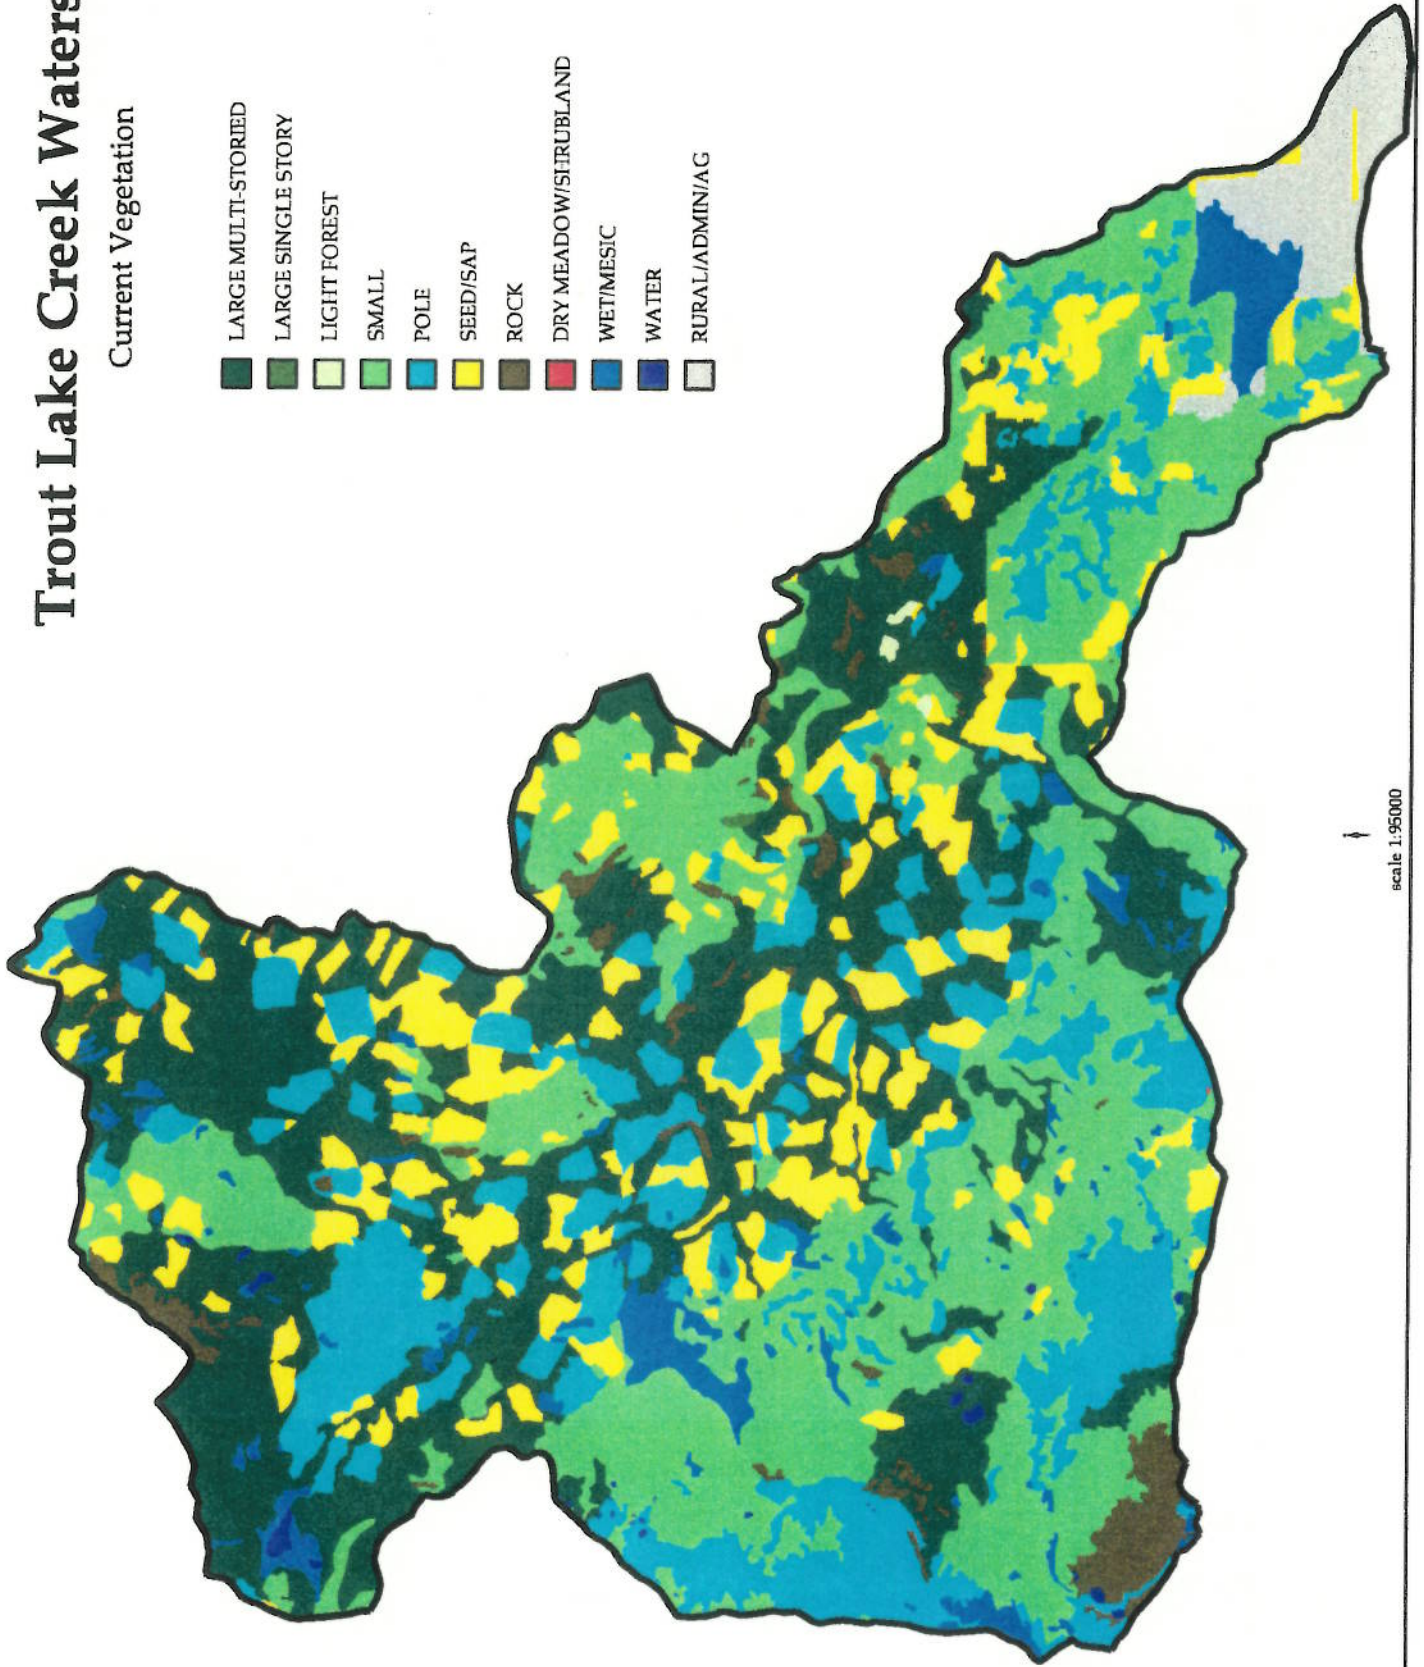 Trout Lake Creek Waters
Current Vegetation
LARGE MULTI-STORIED
LARGE SINGLE STORY
LIGHT FOREST
SMALL
POLE
SEED/SAP
ROCK
DRY MEADOW/SHRUBLAND
WET/MESIC
WATER
RURAL/ADMIN/AG
scale 1:95000